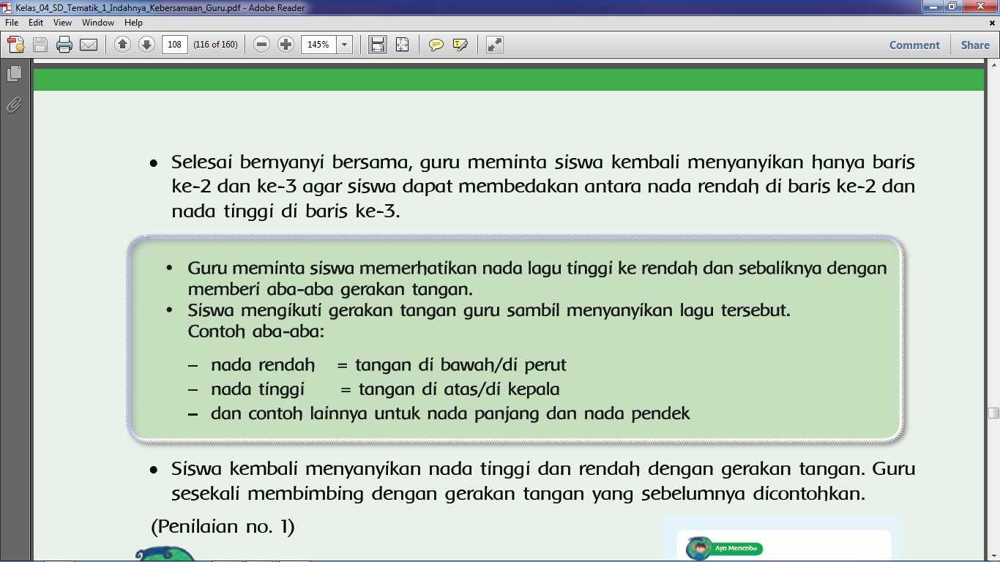 Kelas_04_SD_Tematik_1_Indahnya_Kebersamaan_Guru.pdf - Adobe Reader
File Edit View Window Help
108 (116 of 160) 145% Comment Share
• Selesai bernyanyi bersama, guru meminta siswa kembali menyanyikan hanya baris
ke-2 dan ke-3 agar siswa dapat membedakan antara nada rendah di baris ke-2 dan
nada tinggi di baris ke-3.
• Guru meminta siswa memerhatikan nada lagu tinggi ke rendah dan sebaliknya dengan
memberi aba-aba gerakan tangan.
• Siswa mengikuti gerakan tangan guru sambil menyanyikan lagu tersebut.
Contoh aba-aba:
– nada rendah = tangan di bawah/di perut
– nada tinggi = tangan di atas/di kepala
– dan contoh lainnya untuk nada panjang dan nada pendek
• Siswa kembali menyanyikan nada tinggi dan rendah dengan gerakan tangan. Guru
sesekali membimbing dengan gerakan tangan yang sebelumnya dicontohkan.
(Penilaian no. 1)
Ayo Mencoba